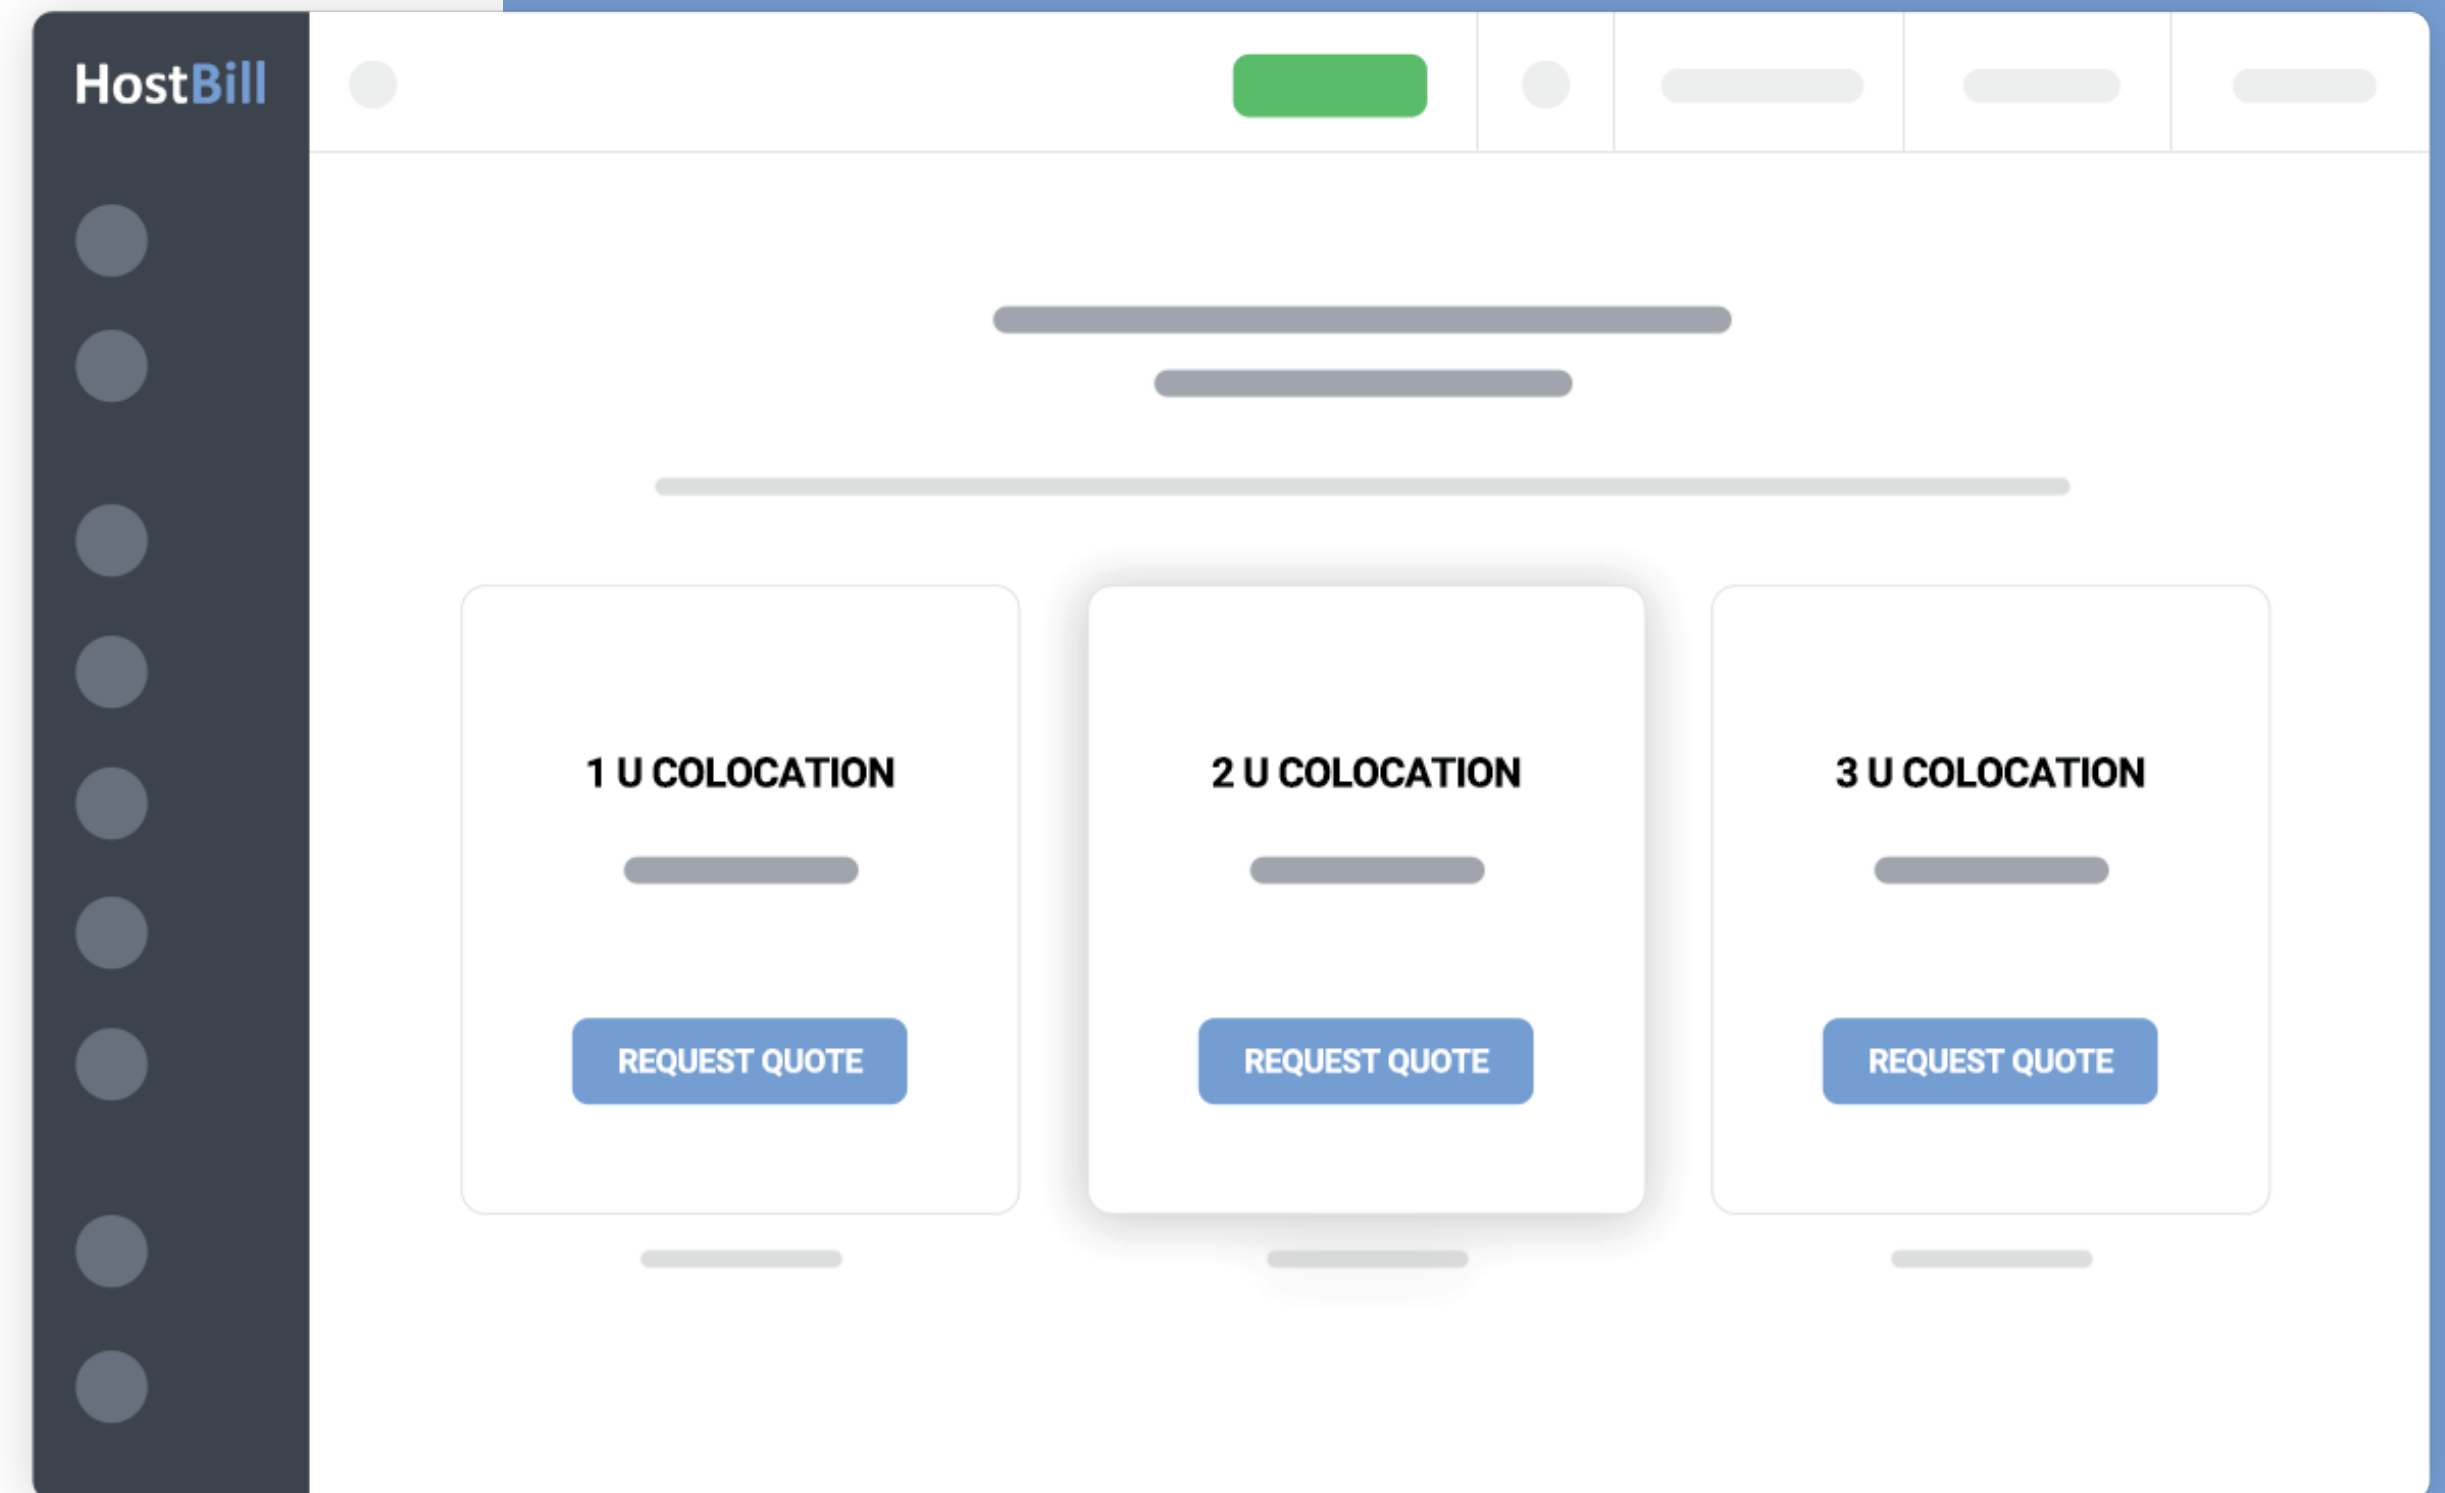 HostBill
1 U COLOCATION
2 U COLOCATION
3 U COLOCATION
REQUEST QUOTE
REQUEST QUOTE
REQUEST QUOTE